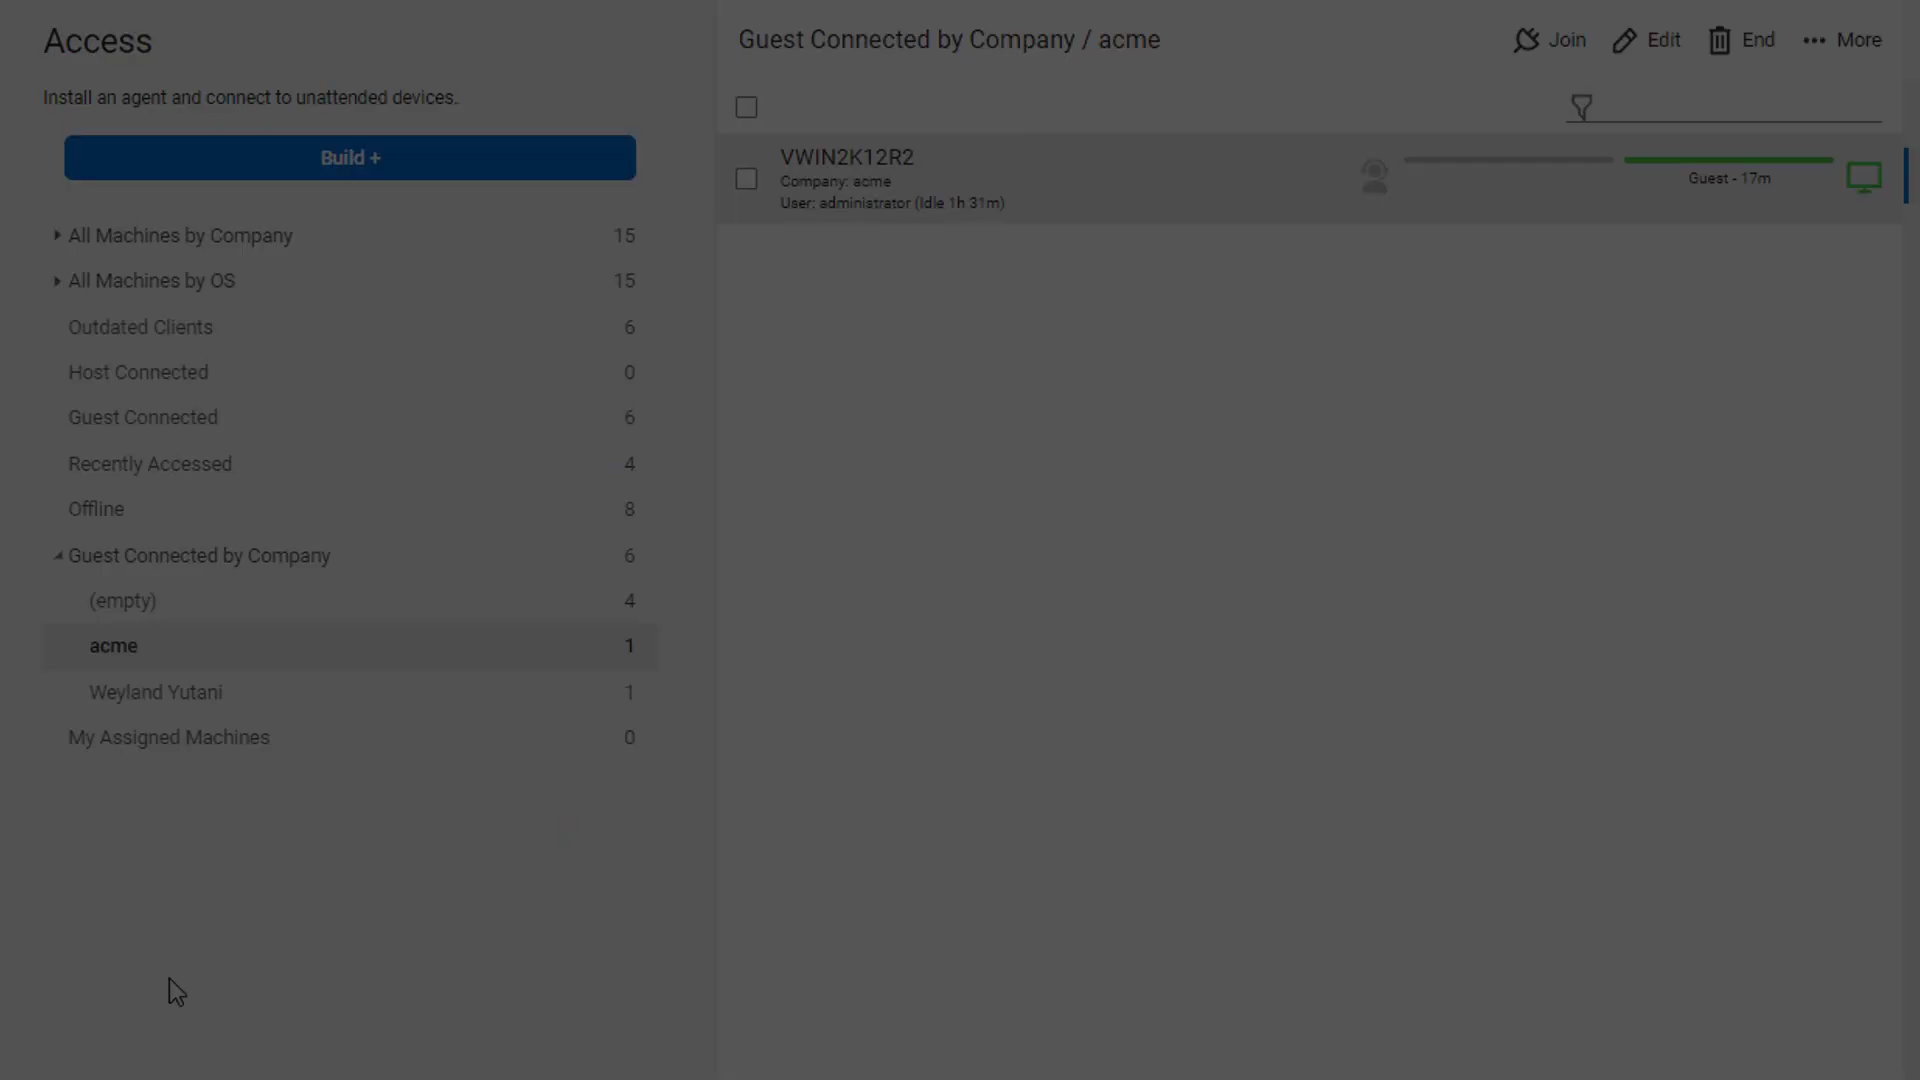 Access
Install an agent and connect to unattended devices.
Build +
All Machines by Company 15
All Machines by OS 15
Outdated Clients 6
Host Connected 0
Guest Connected 6
Recently Accessed 4
Offline 8
Guest Connected by Company 6
(empty) 4
acme 1
Weyland Yutani 1
My Assigned Machines 0
Guest Connected by Company / acme
Join Edit End More
VWIN2K12R2
Company: acme
User: administrator (Idle 1h 31m)
Guest - 17m